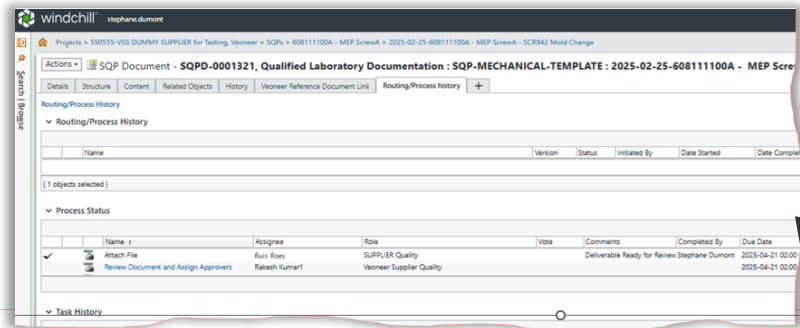 windchill stephane.dumont
Projects > 550555-VSS DUMMY SUPPLIER for Testing, Veoneer > SQPs > 608111100A - MEP ScrewA > 2025-02-25-608111100A - MEP ScrewA - SCR942 Mold Change
Actions SQP Document - SQPD-0001321, Qualified Laboratory Documentation : SQP-MECHANICAL-TEMPLATE : 2025-02-25-608111100A - MEP Screw
Search | Browse
Details Structure Content Related Objects History Veoneer Reference Document Link Routing/Process history +
Routing/Process History
Routing/Process History
Name Version Status Initiated By Date Started Date Complet
( 1 objects selected )
Process Status
Name ↑ Assignee Role Vote Comments Completed By Due Date
Attach File Ruis Roes SUPPLIER Quality Deliverable Ready for Review Stephane Dumont 2025-04-21 02:00
Review Document and Assign Approvers Rakesh Kumar1 Veoneer Supplier Quality 2025-04-21 02:00
Task History